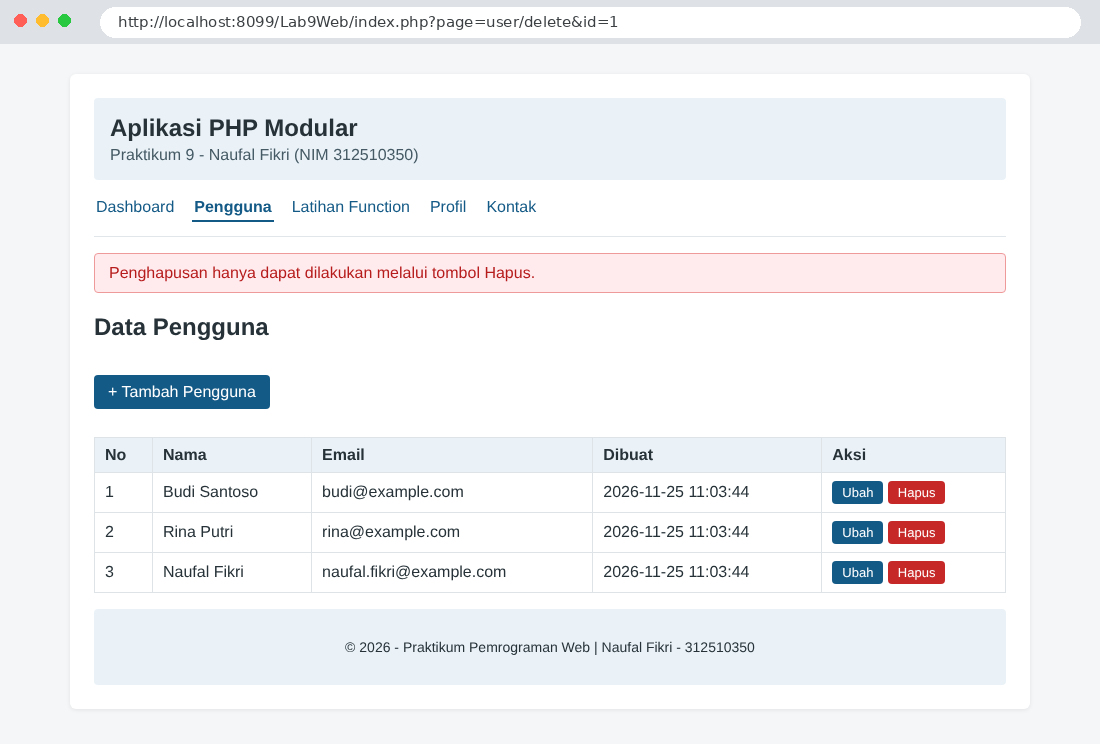 http://localhost:8099/Lab9Web/index.php?page=user/delete&id=1
Aplikasi PHP Modular
Praktikum 9 - Naufal Fikri (NIM 312510350)
Dashboard Pengguna Latihan Function Profil Kontak
Penghapusan hanya dapat dilakukan melalui tombol Hapus.
Data Pengguna
+ Tambah Pengguna
No Nama Email Dibuat Aksi
1 Budi Santoso budi@example.com 2026-11-25 11:03:44 Ubah Hapus
2 Rina Putri rina@example.com 2026-11-25 11:03:44 Ubah Hapus
3 Naufal Fikri naufal.fikri@example.com 2026-11-25 11:03:44 Ubah Hapus
© 2026 - Praktikum Pemrograman Web | Naufal Fikri - 312510350